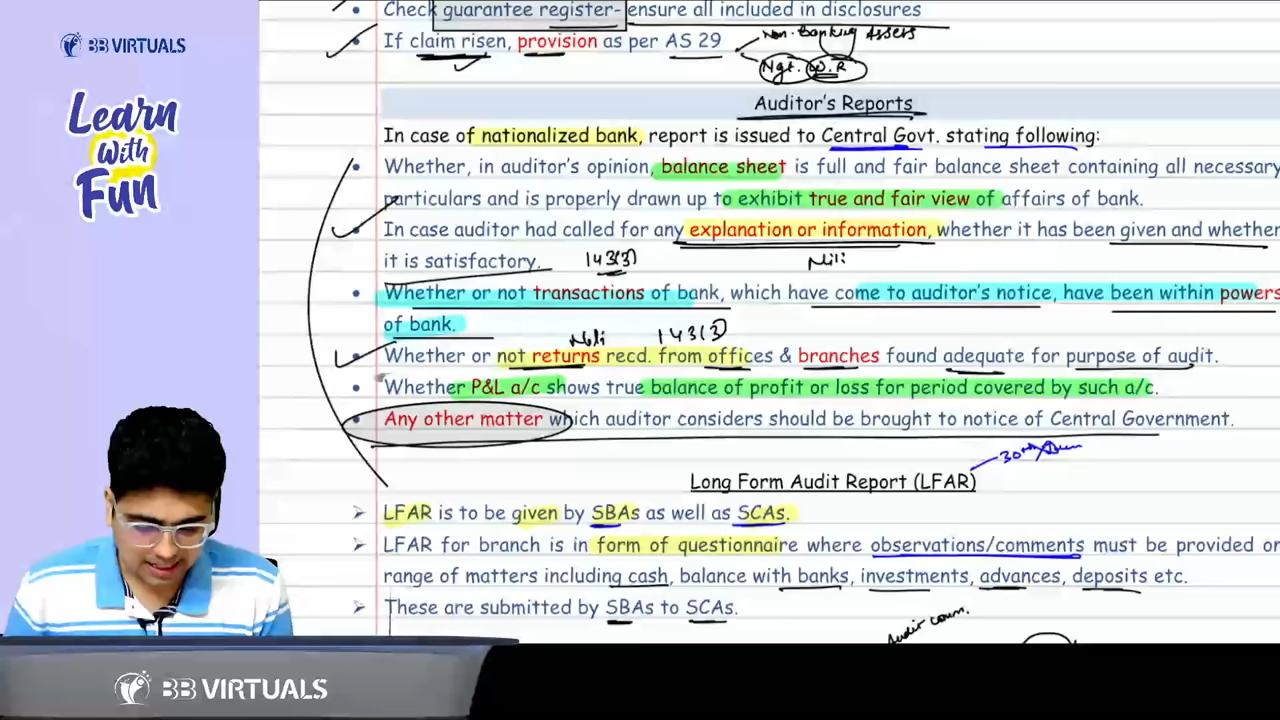 Check guarantee register- ensure all included in disclosures
BB VIRTUALS
If claim risen, provision as per AS 29
Non-Banking Assets
Ngt. W.R
Learn
with
Fun
Auditor's Reports
In case of nationalized bank, report is issued to Central Govt. stating following:
Whether, in auditor's opinion, balance sheet is full and fair balance sheet containing all necessary
particulars and is properly drawn up to exhibit true and fair view of affairs of bank.
In case auditor had called for any explanation or information, whether it has been given and whether
it is satisfactory.
143(3)
Whether or not transactions of bank, which have come to auditor's notice, have been within powers
of bank.
143(3)
Whether or not returns recd. from offices & branches found adequate for purpose of audit.
Whether P&L a/c shows true balance of profit or loss for period covered by such a/c.
Any other matter which auditor considers should be brought to notice of Central Government.
30th June
Long Form Audit Report (LFAR)
LFAR is to be given by SBAs as well as SCAs.
LFAR for branch is in form of questionnaire where observations/comments must be provided on
range of matters including cash, balance with banks, investments, advances, deposits etc.
These are submitted by SBAs to SCAs.
Audit comm.
BB VIRTUALS